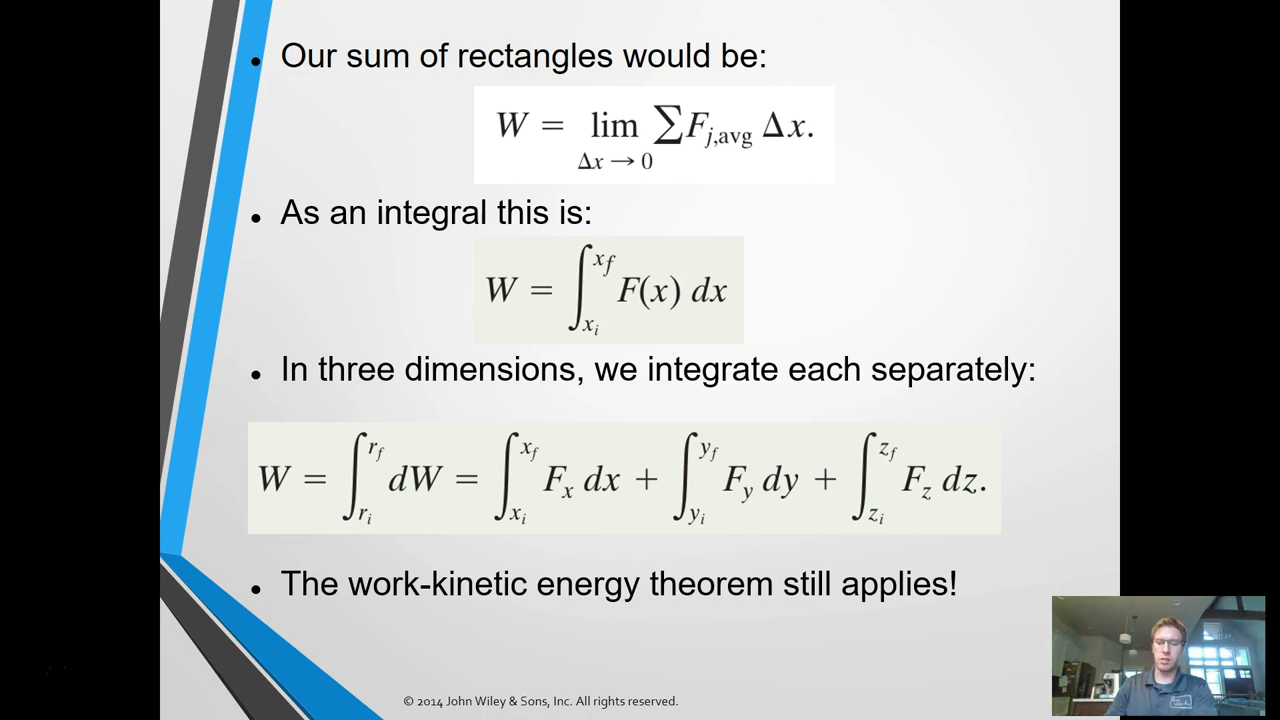 • Our sum of rectangles would be:
W = lim Δx → 0 ∑ F_{j,avg} Δx.
• As an integral this is:
W = ∫_{x_i}^{x_f} F(x) dx
• In three dimensions, we integrate each separately:
W = ∫_{r_i}^{r_f} dW = ∫_{x_i}^{x_f} F_x dx + ∫_{y_i}^{y_f} F_y dy + ∫_{z_i}^{z_f} F_z dz.
• The work-kinetic energy theorem still applies!
© 2014 John Wiley & Sons, Inc. All rights reserved.